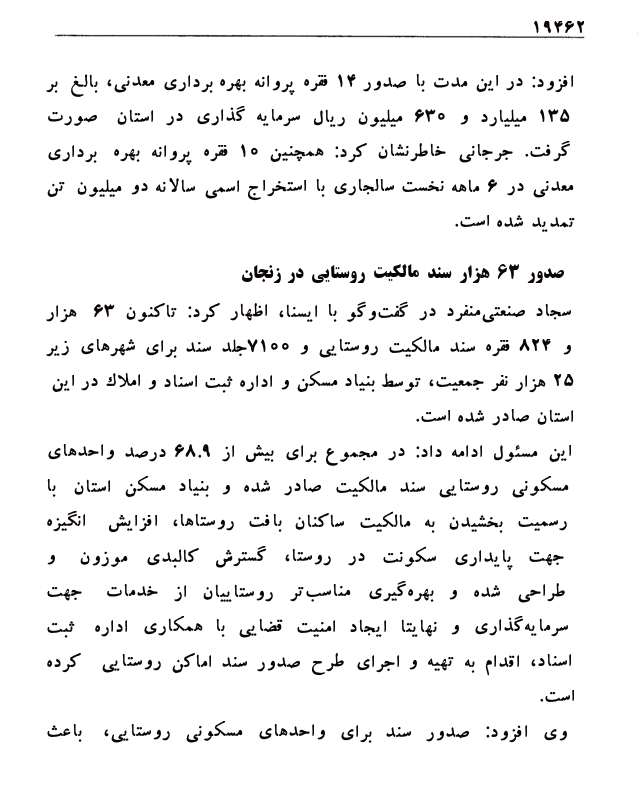 ۱۹۴۶۲
افزود: در این مدت با صدور ۱۴ فقره پروانه بهره برداری معدنی، بالغ بر
۱۳۵ میلیارد و ۶۳۰ میلیون ریال سرمایه گذاری در استان صورت
گرفت. جرجانی خاطرنشان کرد: همچنین ۱۰ فقره پروانه بهره برداری
معدنی در ۶ ماهه نخست سالجاری با استخراج اسمی سالانه دو میلیون تن
تمدید شده است.
صدور ۶۳ هزار سند مالکیت روستایی در زنجان
سجاد صنعتی‌منفرد در گفت‌وگو با ایسنا، اظهار کرد: تاکنون ۶۳ هزار
و ۸۲۴ فقره سند مالکیت روستایی و ۷۱۰۰جلد سند برای شهرهای زیر
۲۵ هزار نفر جمعیت، توسط بنیاد مسکن و اداره ثبت اسناد و املاک در این
استان صادر شده است.
این مسئول ادامه داد: در مجموع برای بیش از ۶۸.۹ درصد واحدهای
مسکونی روستایی سند مالکیت صادر شده و بنیاد مسکن استان با
رسمیت بخشیدن به مالکیت ساکنان بافت روستاها، افزایش انگیزه
جهت پایداری سکونت در روستا، گسترش کالبدی موزون و
طراحی شده و بهره‌گیری مناسب‌تر روستاییان از خدمات جهت
سرمایه‌گذاری و نهایتا ایجاد امنیت قضایی با همکاری اداره ثبت
اسناد، اقدام به تهیه و اجرای طرح صدور سند اماکن روستایی کرده
است.
وی افزود: صدور سند برای واحدهای مسکونی روستایی، باعث